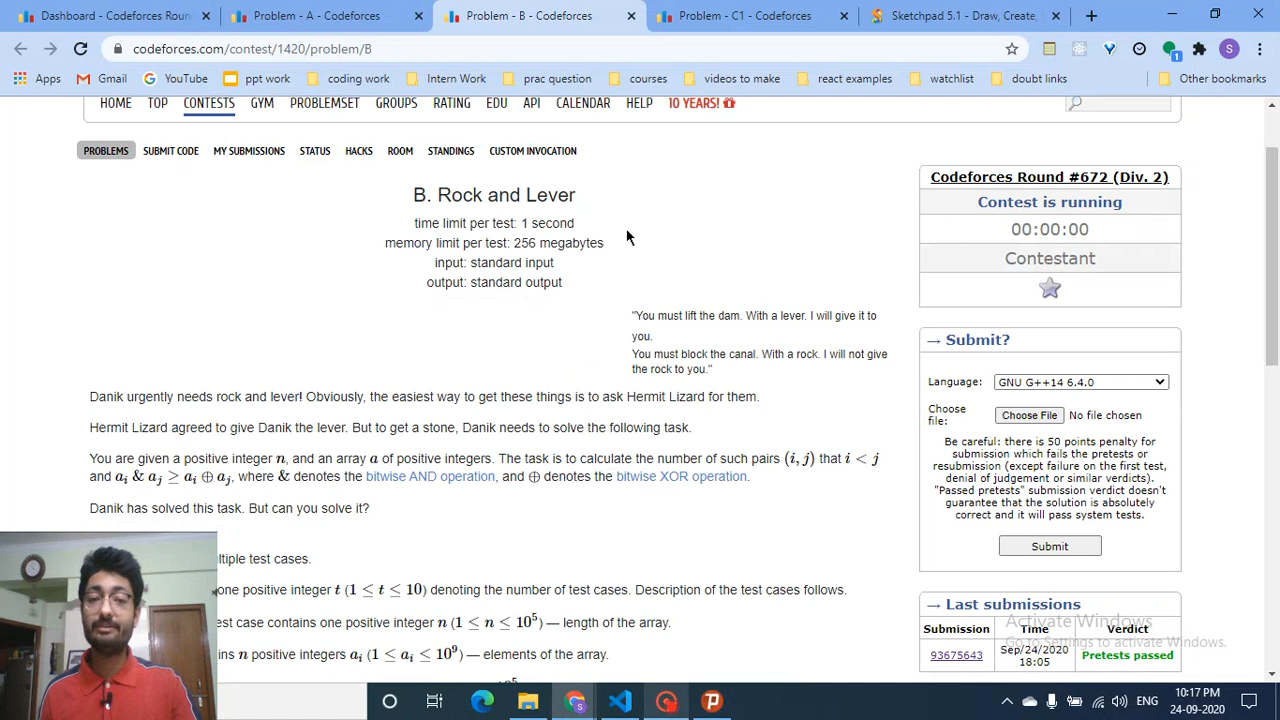 Dashboard - Codeforces Roun
Problem - A - Codeforces
Problem - B - Codeforces
Problem - C1 - Codeforces
Sketchpad 5.1 - Draw, Create,
codeforces.com/contest/1420/problem/B
S
Apps Gmail YouTube ppt work coding work Intern Work prac question courses videos to make react examples watchlist doubt links Other bookmarks
HOME TOP CONTESTS GYM PROBLEMSET GROUPS RATING EDU API CALENDAR HELP 10 YEARS!
PROBLEMS SUBMIT CODE MY SUBMISSIONS STATUS HACKS ROOM STANDINGS CUSTOM INVOCATION
B. Rock and Lever
time limit per test: 1 second
memory limit per test: 256 megabytes
input: standard input
output: standard output
"You must lift the dam. With a lever. I will give it to
you.
You must block the canal. With a rock. I will not give
the rock to you."
Danik urgently needs rock and lever! Obviously, the easiest way to get these things is to ask Hermit Lizard for them.
Hermit Lizard agreed to give Danik the lever. But to get a stone, Danik needs to solve the following task.
You are given a positive integer n, and an array a of positive integers. The task is to calculate the number of such pairs (i, j) that i < j
and aᵢ & aⱼ ≥ aᵢ ⊕ aⱼ, where & denotes the bitwise AND operation, and ⊕ denotes the bitwise XOR operation.
Danik has solved this task. But can you solve it?
ltiple test cases.
one positive integer t (1 ≤ t ≤ 10) denoting the number of test cases. Description of the test cases follows.
test case contains one positive integer n (1 ≤ n ≤ 10⁵) — length of the array.
ins n positive integers aᵢ (1 ≤ aᵢ ≤ 10⁹) — elements of the array.
Codeforces Round #672 (Div. 2)
Contest is running
00:00:00
Contestant
→ Submit?
Language: GNU G++14 6.4.0
Choose
file: Choose File No file chosen
Be careful: there is 50 points penalty for
submission which fails the pretests or
resubmission (except failure on the first test,
denial of judgement or similar verdicts).
"Passed pretests" submission verdict doesn't
guarantee that the solution is absolutely
correct and it will pass system tests.
Submit
→ Last submissions
Submission Time Verdict
93675643 Sep/24/2020 18:05 Pretests passed
Activate Windows
Go to Settings to activate Windows.
ENG
10:17 PM
24-09-2020